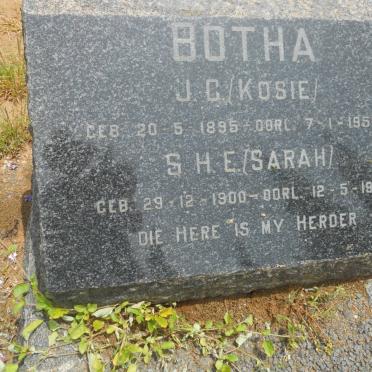 BOTHA
J.G. (KOSIE)
GEB. 20-5-1895-OORL. 7-1-195
S.H.E. (SARAH)
GEB. 29-12-1900-OORL. 12-5-19
DIE HERE IS MY HERDER